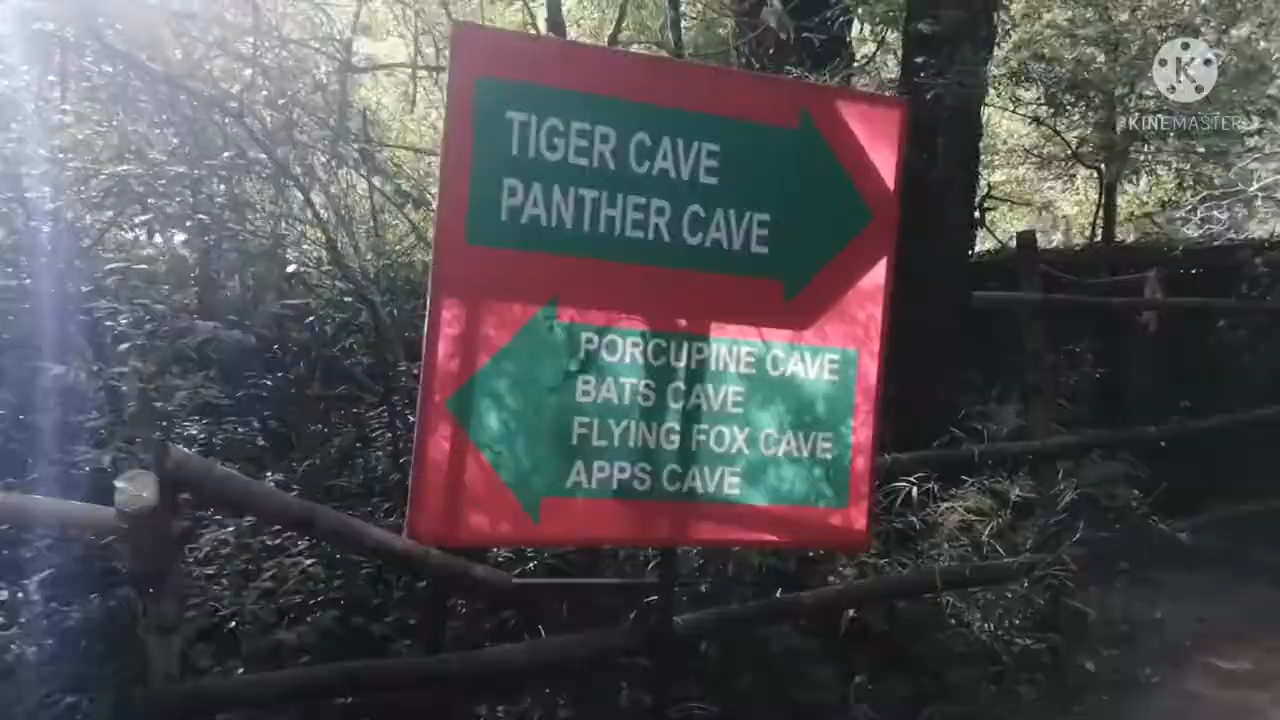 TIGER CAVE
PANTHER CAVE
PORCUPINE CAVE
BATS CAVE
FLYING FOX CAVE
APPS CAVE
K
KINEMASTER